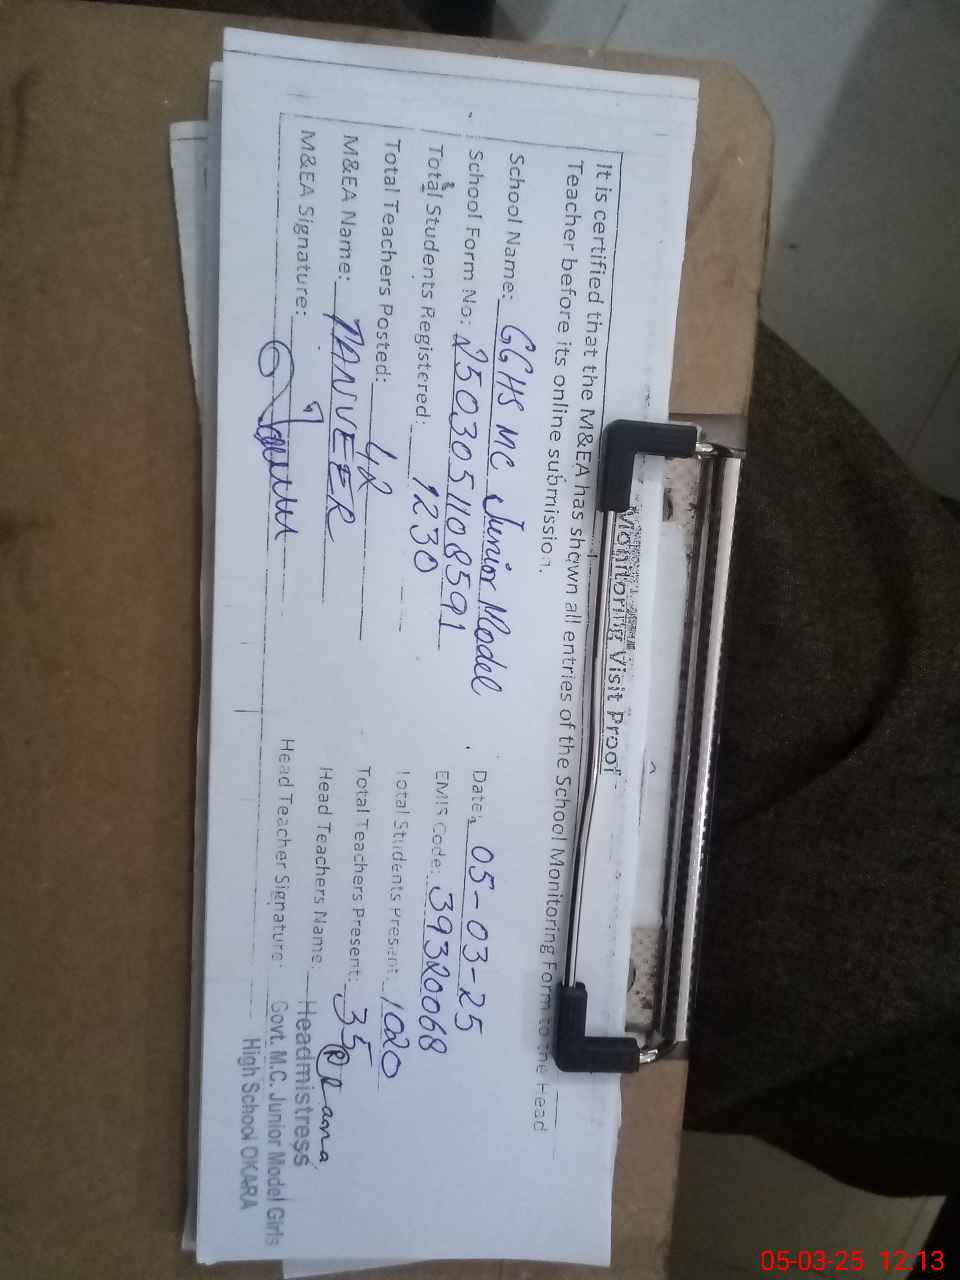 Monitoring Visit Proof
It is certified that the M&EA has shown all entries of the School Monitoring Form to the Head
Teacher before its online submission.
School Name: GGHS MC Junior Model Date: 05-03-25
School Form No: 25030511085 91 EMIS Code: 39320068
Total Students Registered: 1230 Total Students Present: 1020
Total Teachers Posted: 42 Total Teachers Present: 35
M&EA Name: TANVEER Head Teachers Name:
M&EA Signature: Head Teacher Signature:
Headmistress
Govt. M.C. Junior Model Girls
High School OKARA
05-03-25 12:13